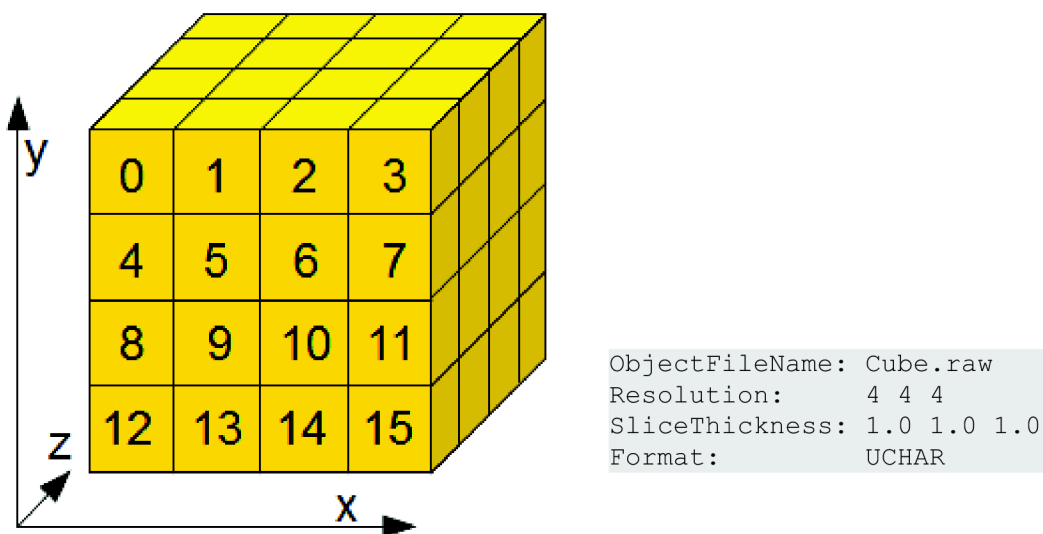 y
0 1 2 3
4 5 6 7
8 9 10 11
12 13 14 15
z
x
ObjectFileName: Cube.raw
Resolution: 4 4 4
SliceThickness: 1.0 1.0 1.0
Format: UCHAR